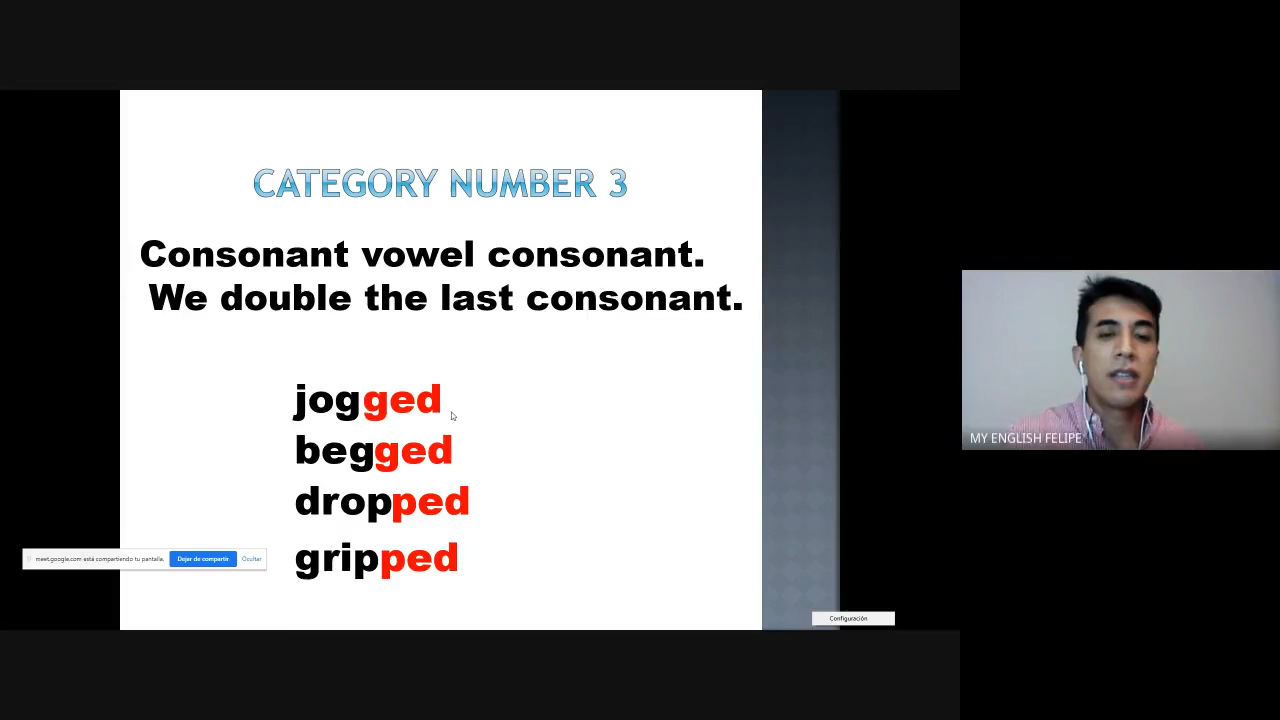 CATEGORY NUMBER 3
Consonant vowel consonant.
We double the last consonant.
jogged
begged
dropped
gripped
meet.google.com está compartiendo tu pantalla.
Dejar de compartir
Ocultar
Configuración
MY ENGLISH FELIPE